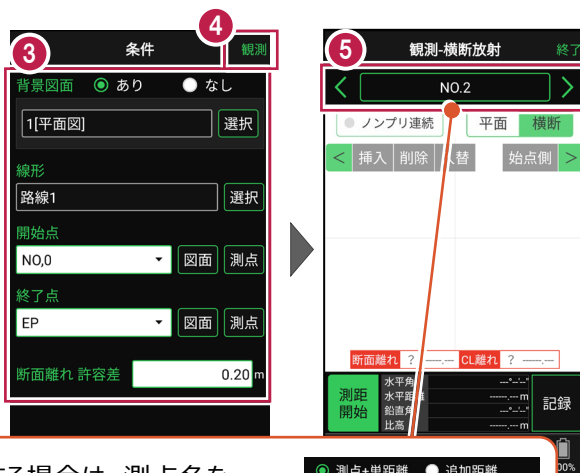 3
条件
4
観測
背景図面 あり なし
1[平面図] 選択
線形
路線1 選択
開始点
NO,0 図面 測点
終了点
EP 図面 測点
断面離れ 許容差 0.20 m
5
観測-横断放射 終了
< NO.2 >
ノンプリ連続 平面 横断
< 挿入 削除 替 始点側 >
断面離れ ? -----.--- CL離れ ? -----.---
測距開始
水平角 ---°--'--"
水平距離 ------.--- m
鉛直角 ---°--'--"
比高 ------.--- m
記録
00%
る場合は、測点名を
測点+単距離 追加距離